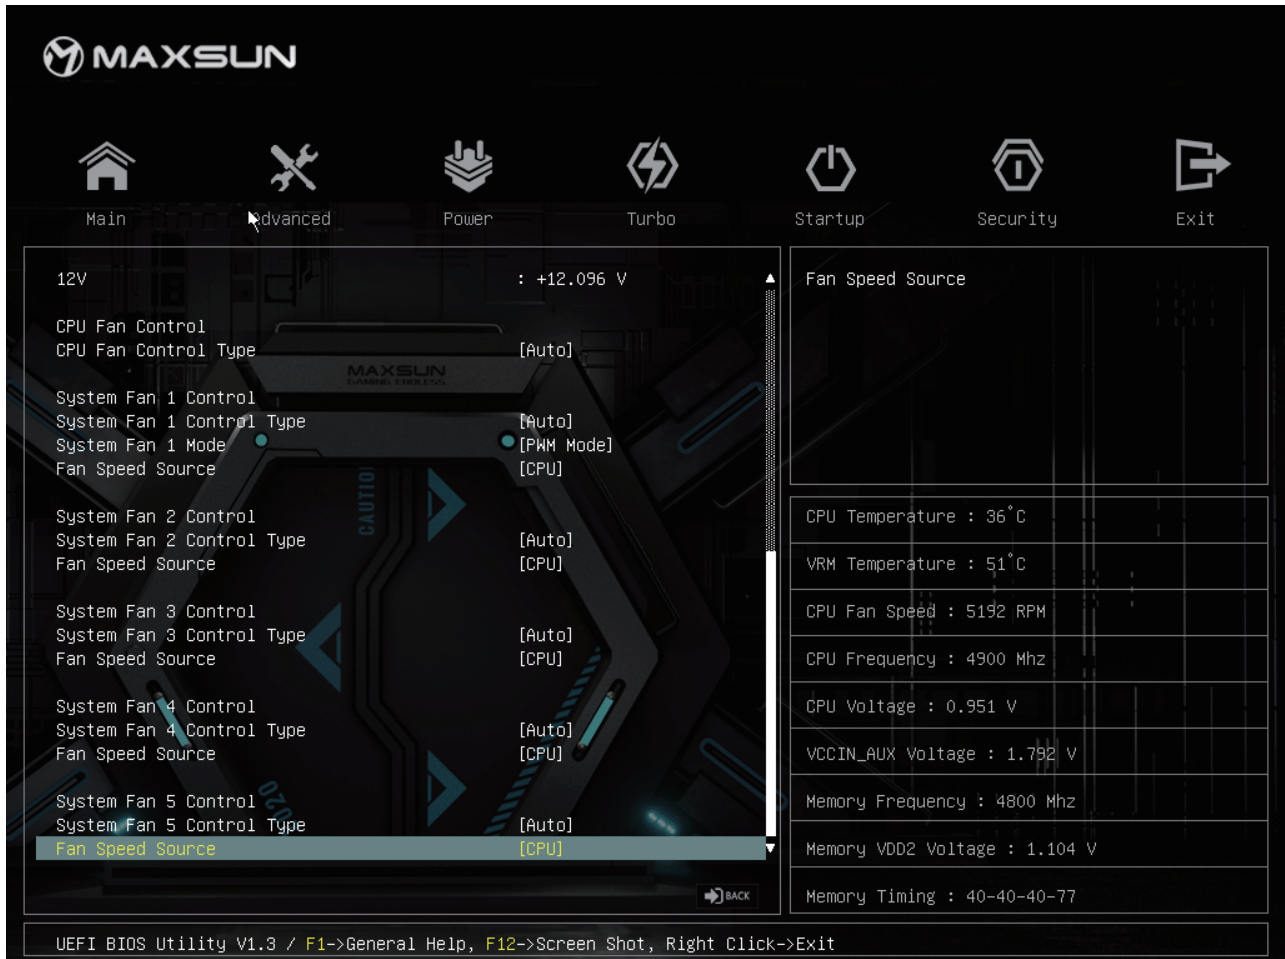 MAXSUN
Main Advanced Power Turbo Startup Security Exit
12V : +12.096 V
CPU Fan Control
CPU Fan Control Type [Auto]
System Fan 1 Control
System Fan 1 Control Type [Auto]
System Fan 1 Mode [PWM Mode]
Fan Speed Source [CPU]
System Fan 2 Control
System Fan 2 Control Type [Auto]
Fan Speed Source [CPU]
System Fan 3 Control
System Fan 3 Control Type [Auto]
Fan Speed Source [CPU]
System Fan 4 Control
System Fan 4 Control Type [Auto]
Fan Speed Source [CPU]
System Fan 5 Control
System Fan 5 Control Type [Auto]
Fan Speed Source [CPU]
BACK
MAXSUN
GAMING ENDLESS
CAUTIO
2020
Fan Speed Source
CPU Temperature : 36°C
VRM Temperature : 51°C
CPU Fan Speed : 5192 RPM
CPU Frequency : 4900 Mhz
CPU Voltage : 0.951 V
VCCIN_AUX Voltage : 1.792 V
Memory Frequency : 4800 Mhz
Memory VDD2 Voltage : 1.104 V
Memory Timing : 40-40-40-77
UEFI BIOS Utility V1.3 / F1->General Help, F12->Screen Shot, Right Click->Exit